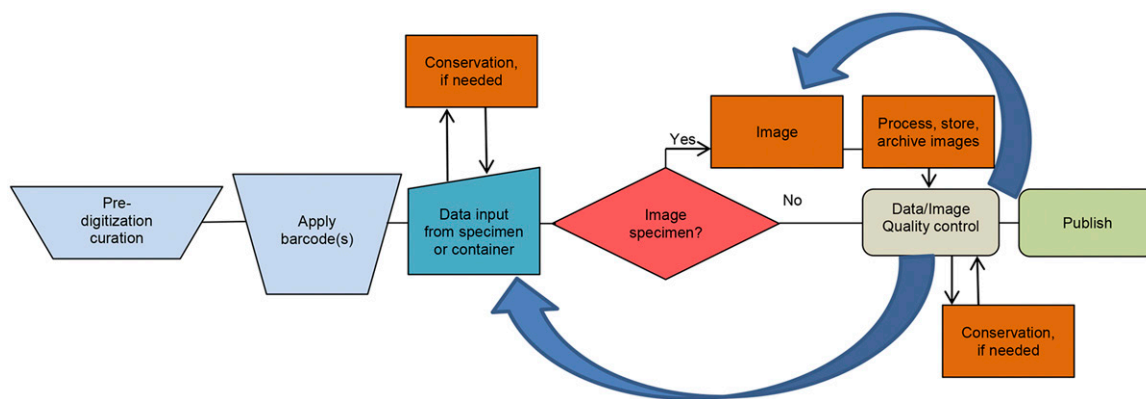 Pre-
digitization
curation
Apply
barcode(s)
Conservation,
if needed
Data input
from specimen
or container
Image
specimen?
Yes
No
Image
Process, store,
archive images
Data/Image
Quality control
Conservation,
if needed
Publish